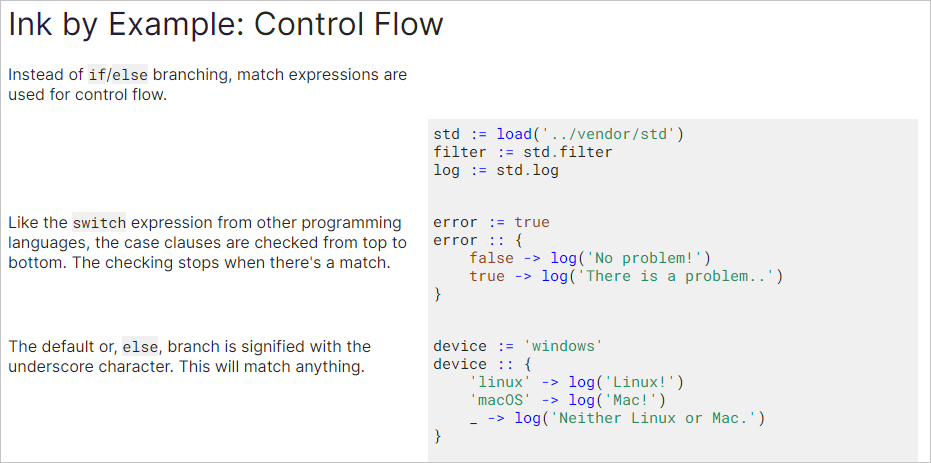 Ink by Example: Control Flow
Instead of if/else branching, match expressions are
used for control flow.
std := load('../vendor/std')
filter := std.filter
log := std.log
Like the switch expression from other programming
languages, the case clauses are checked from top to
bottom. The checking stops when there's a match.
error := true
error :: {
    false -> log('No problem!')
    true -> log('There is a problem..')
}
The default or, else, branch is signified with the
underscore character. This will match anything.
device := 'windows'
device :: {
    'linux' -> log('Linux!')
    'macOS' -> log('Mac!')
    _ -> log('Neither Linux or Mac.')
}